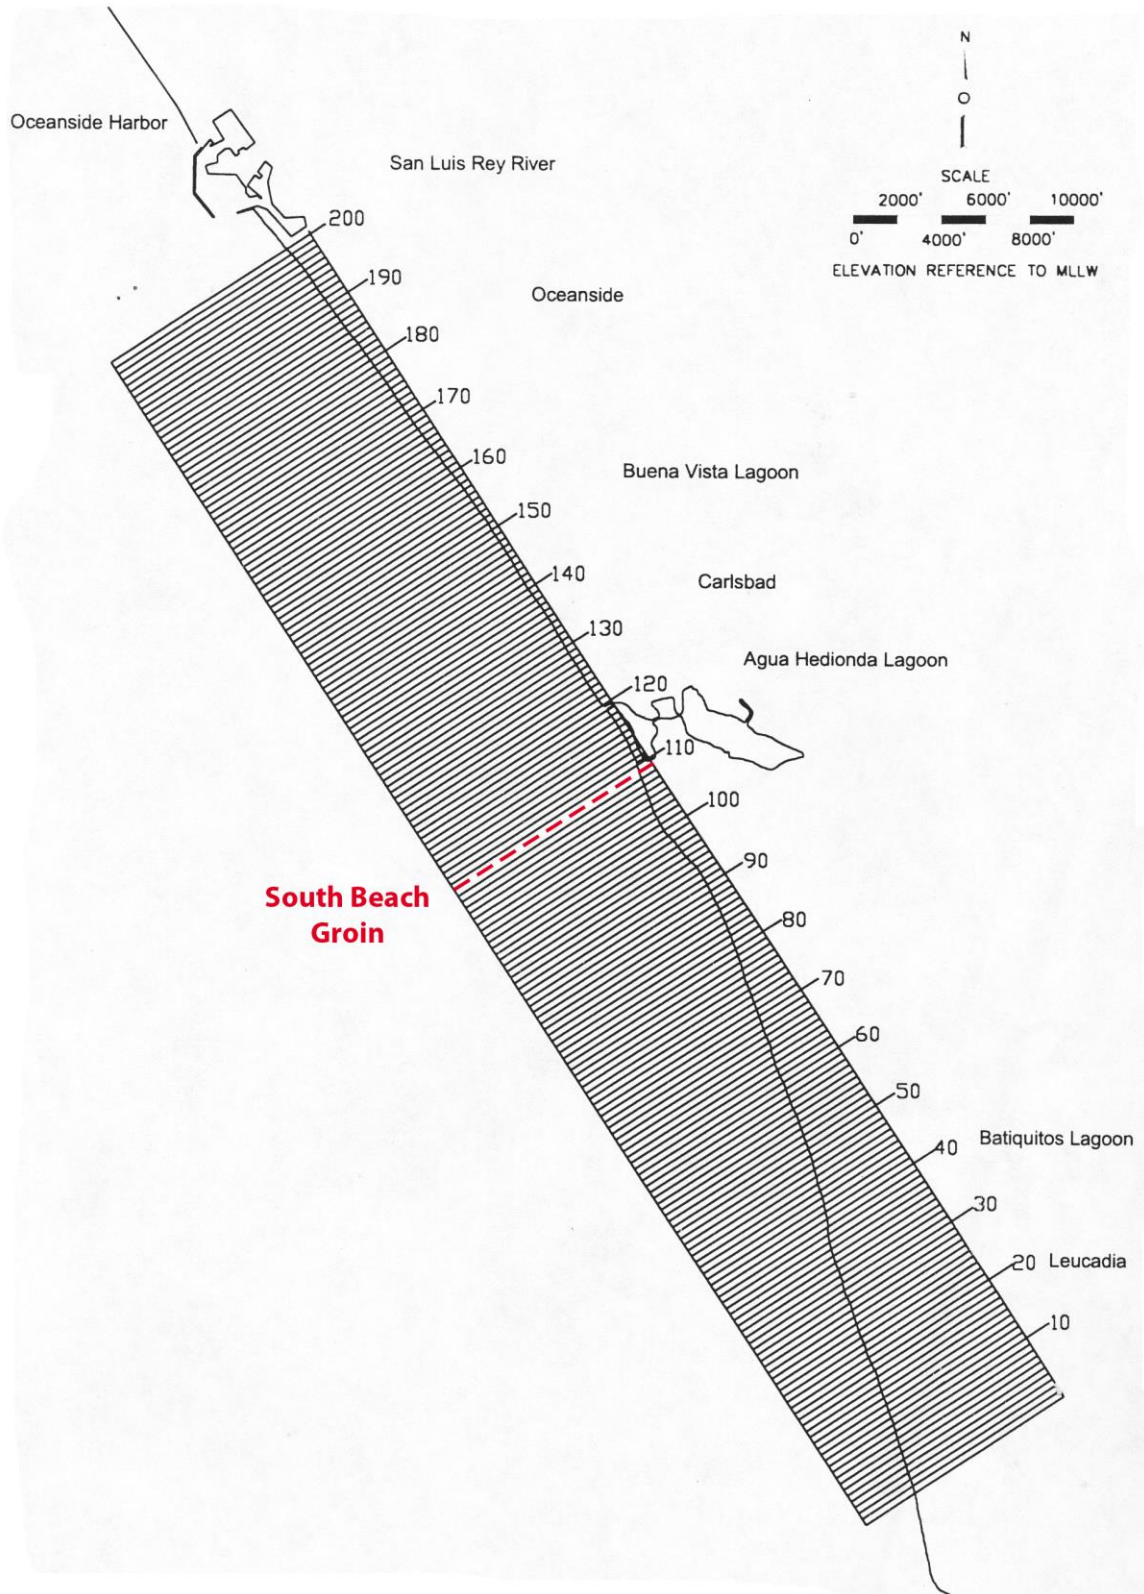 N
Oceanside Harbor
San Luis Rey River
SCALE
2000' 6000' 10000'
0' 4000' 8000'
ELEVATION REFERENCE TO MLLW
200
190
Oceanside
180
170
160
Buena Vista Lagoon
150
140
Carlsbad
130
Agua Hedionda Lagoon
120
110
100
90
South Beach
Groin
80
70
60
50
40
Batiquitos Lagoon
30
20
Leucadia
10